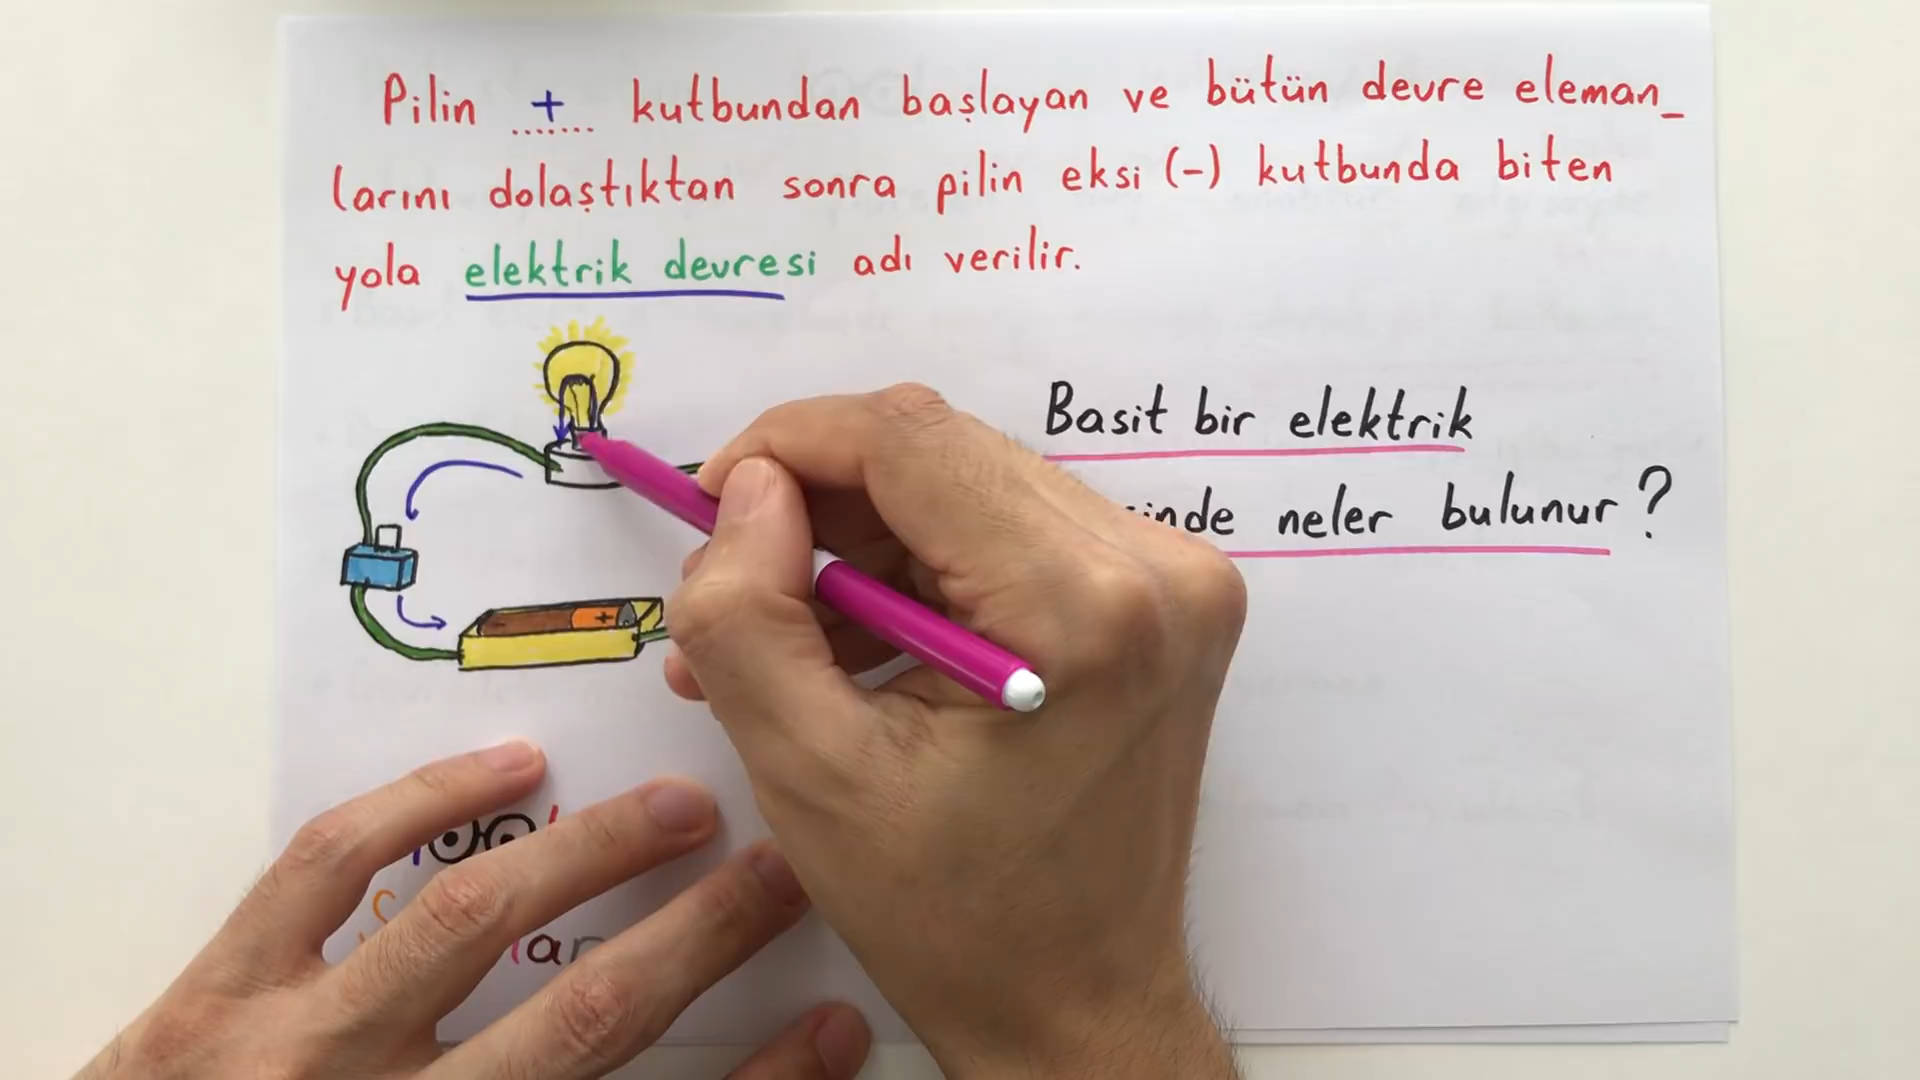 Pilin + kutbundan başlayan ve bütün devre eleman_
larını dolaştıktan sonra pilin eksi (-) kutbunda biten
yola elektrik devresi adı verilir.
Basit bir elektrik
neler bulunur?
+